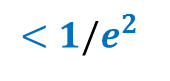 < 1/e²